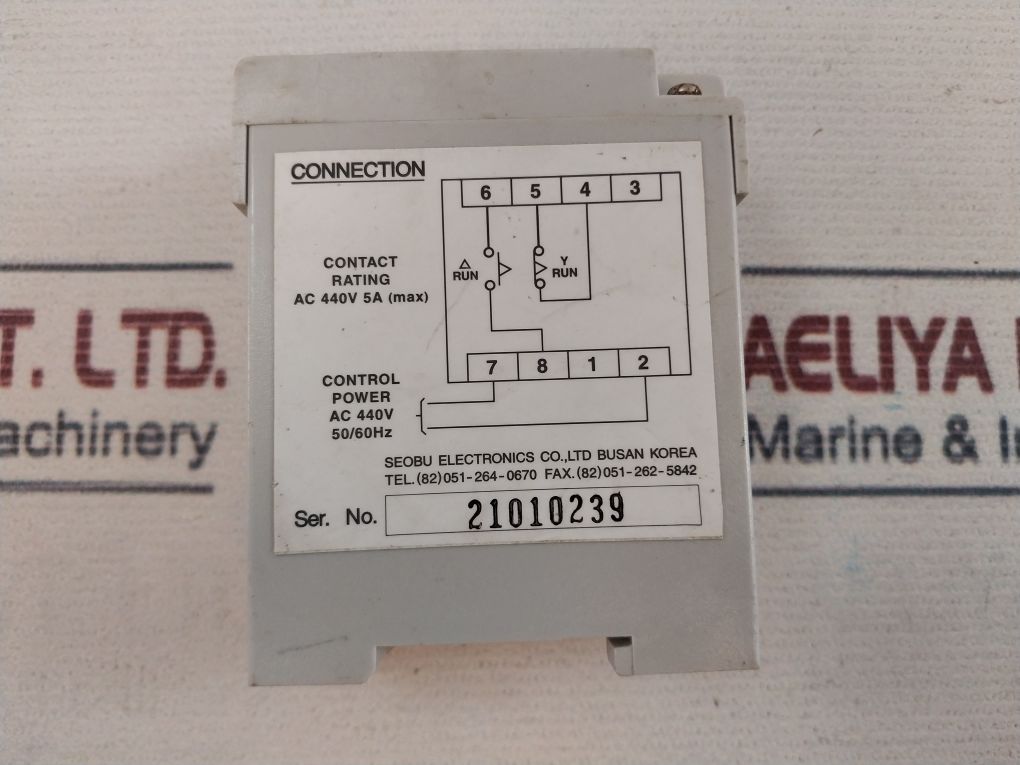 CONNECTION
6 5 4 3
CONTACT
RATING
AC 440V 5A (max)
△
RUN
Y
RUN
7 8 1 2
CONTROL
POWER
AC 440V
50/60Hz
SEOBU ELECTRONICS CO.,LTD BUSAN KOREA
TEL.(82)051-264-0670 FAX.(82)051-262-5842
Ser. No. 21010239
T. LTD.
achinery
AELIYA
Marine & I